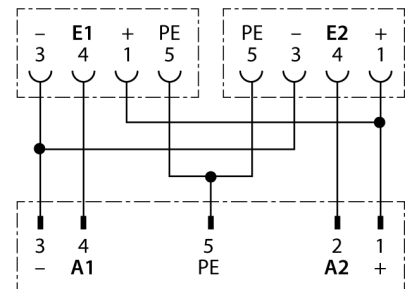 – E1 + PE PE – E2 +
3 4 1 5 5 3 4 1
3 4 5 2 1
– A1 PE A2 +